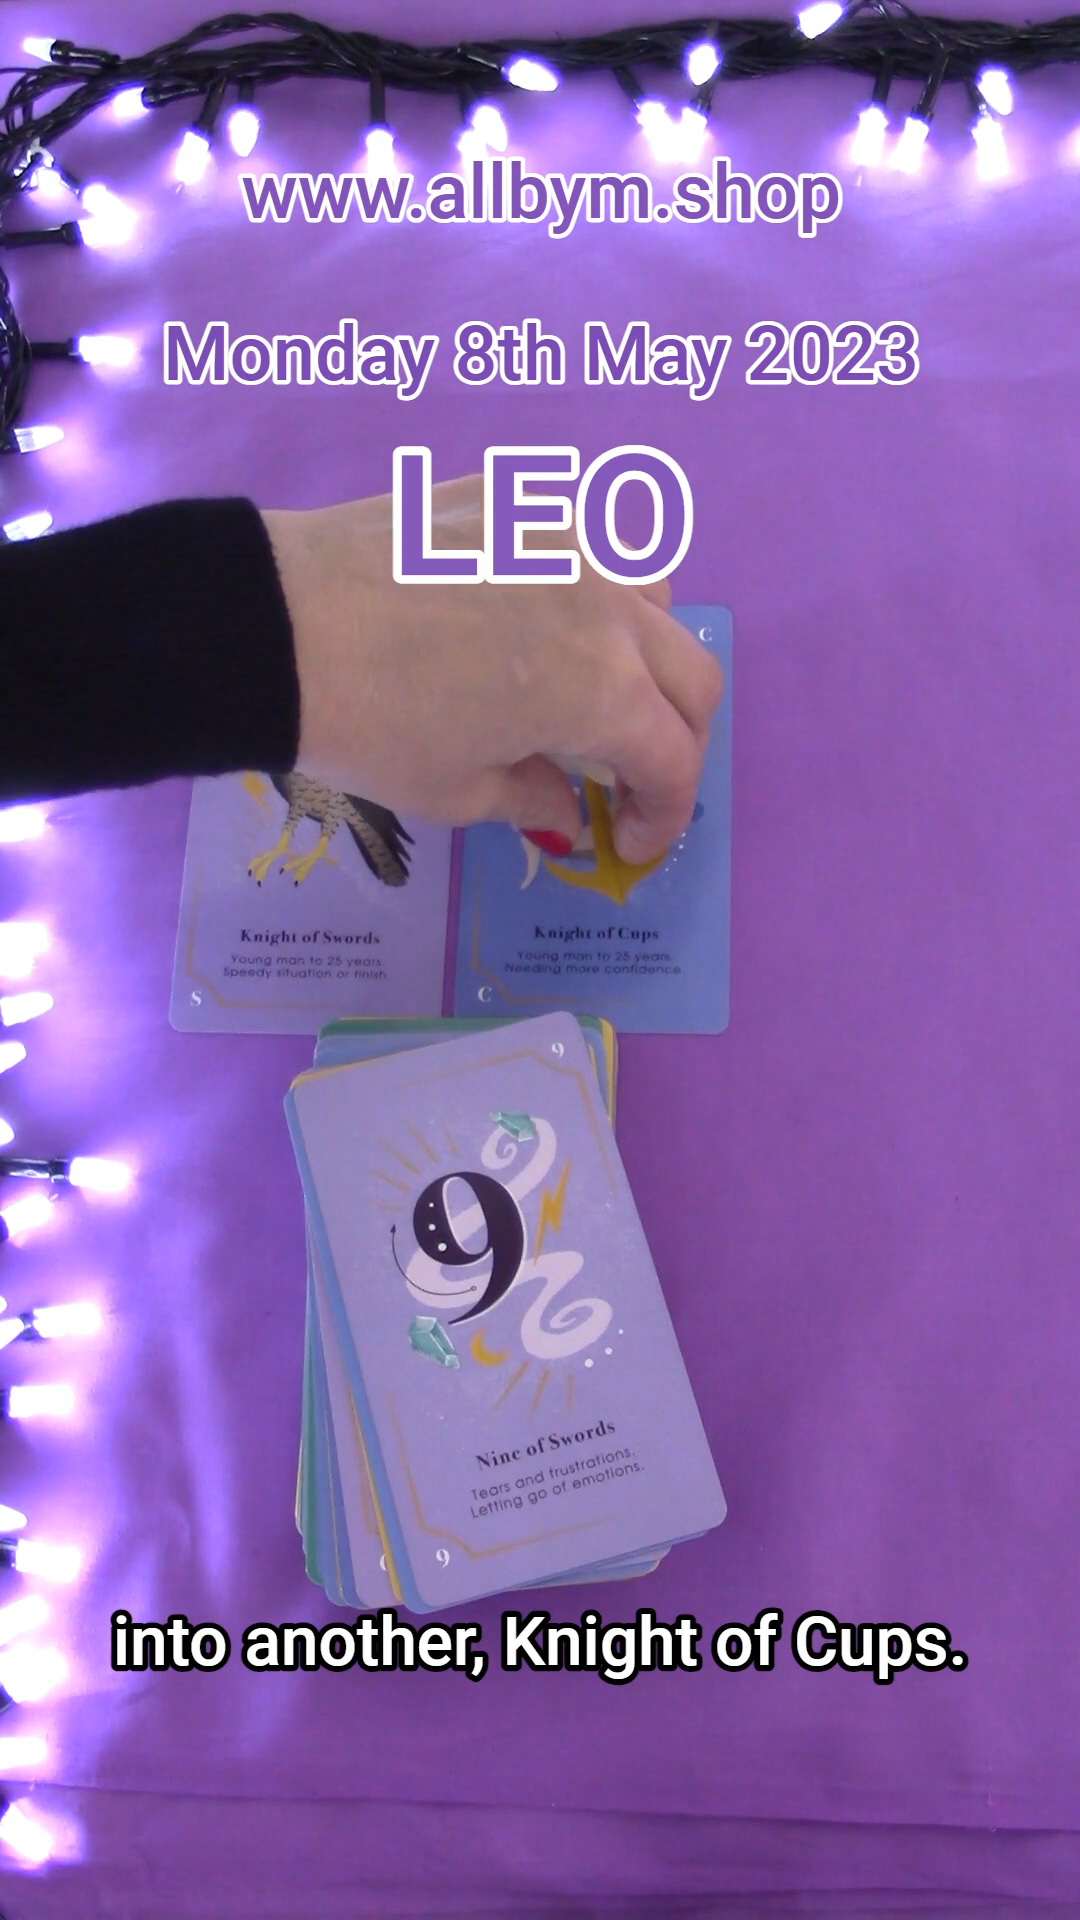 www.allbym.shop
Monday 8th May 2023
LEO
C
Knight of Swords
Young man to 25 years.
Speedy situation or finish.
S
Knight of Cups
Young man to 25 years.
Needing more confidence.
C
9
9
Nine of Swords
Tears and frustrations.
Letting go of emotions.
9
into another, Knight of Cups.